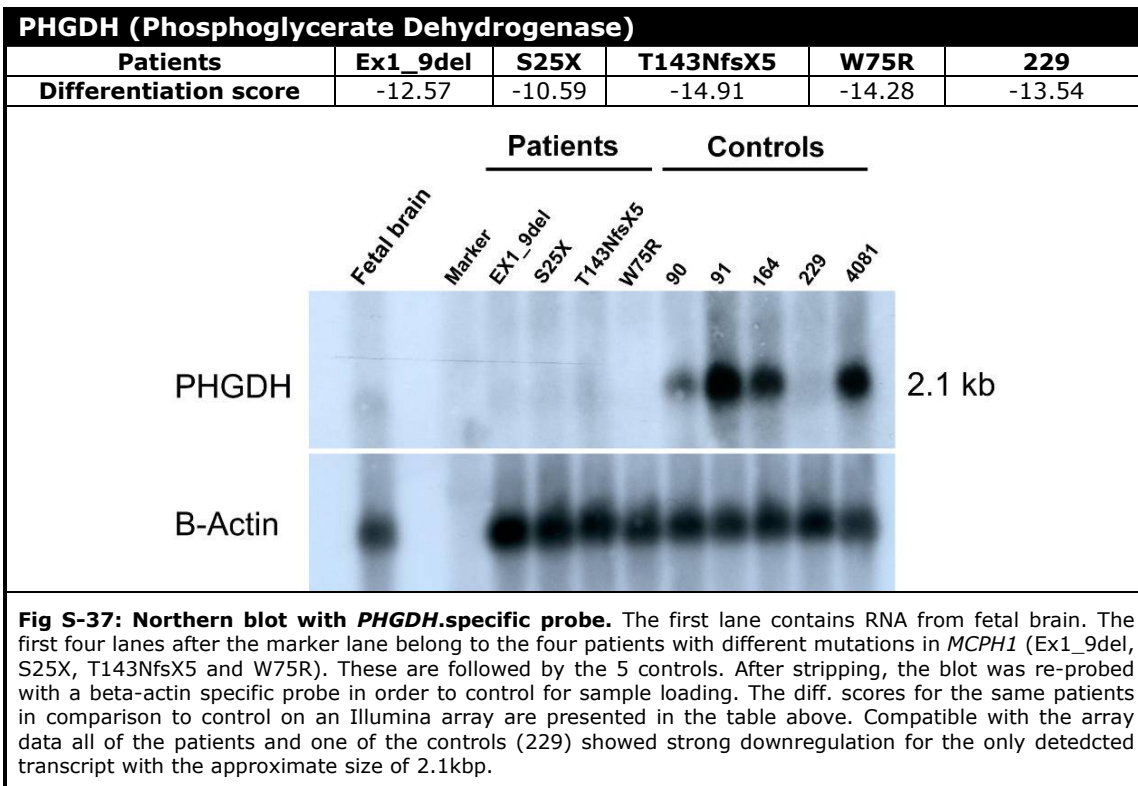 PHGDH (Phosphoglycerate Dehydrogenase)
Patients Ex1_9del S25X T143NfsX5 W75R 229
Differentiation score -12.57 -10.59 -14.91 -14.28 -13.54
Patients Controls
Fetal brain Marker EX1_9del S25X T143NfsX5 W75R 90 91 164 229 4081
PHGDH 2.1 kb
B-Actin
Fig S-37: Northern blot with PHGDH.specific probe. The first lane contains RNA from fetal brain. The
first four lanes after the marker lane belong to the four patients with different mutations in MCPH1 (Ex1_9del,
S25X, T143NfsX5 and W75R). These are followed by the 5 controls. After stripping, the blot was re-probed
with a beta-actin specific probe in order to control for sample loading. The diff. scores for the same patients
in comparison to control on an Illumina array are presented in the table above. Compatible with the array
data all of the patients and one of the controls (229) showed strong downregulation for the only detedcted
transcript with the approximate size of 2.1kbp.